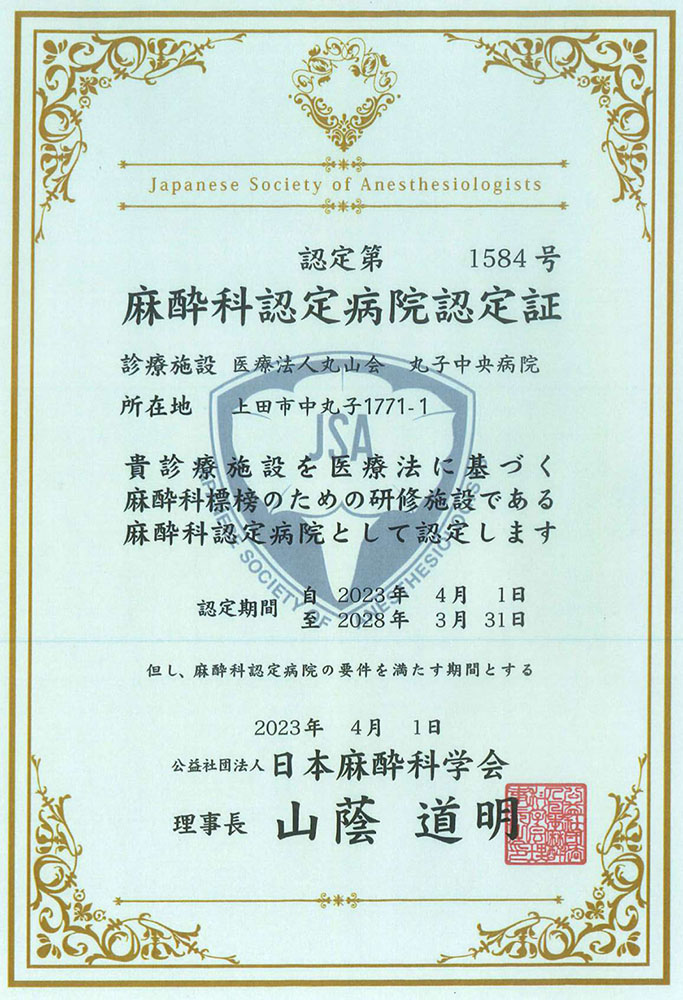 Japanese Society of Anesthesiologists
認定第 1584 号
麻酔科認定病院認定証
診療施設 医療法人丸山会 丸子中央病院
所在地 上田市中丸子1771-1
JSA
貴診療施設を医療法に基づく
麻酔科標榜のための研修施設である
麻酔科認定病院として認定します
SOCIETY OF ANESTHESIOLOGISTS
認定期間 自 2023年 4月 1日
至 2028年 3月 31日
但し、麻酔科認定病院の要件を満たす期間とする
2023年 4月 1日
公益社団法人 日本麻酔科学会
理事長 山蔭 道明